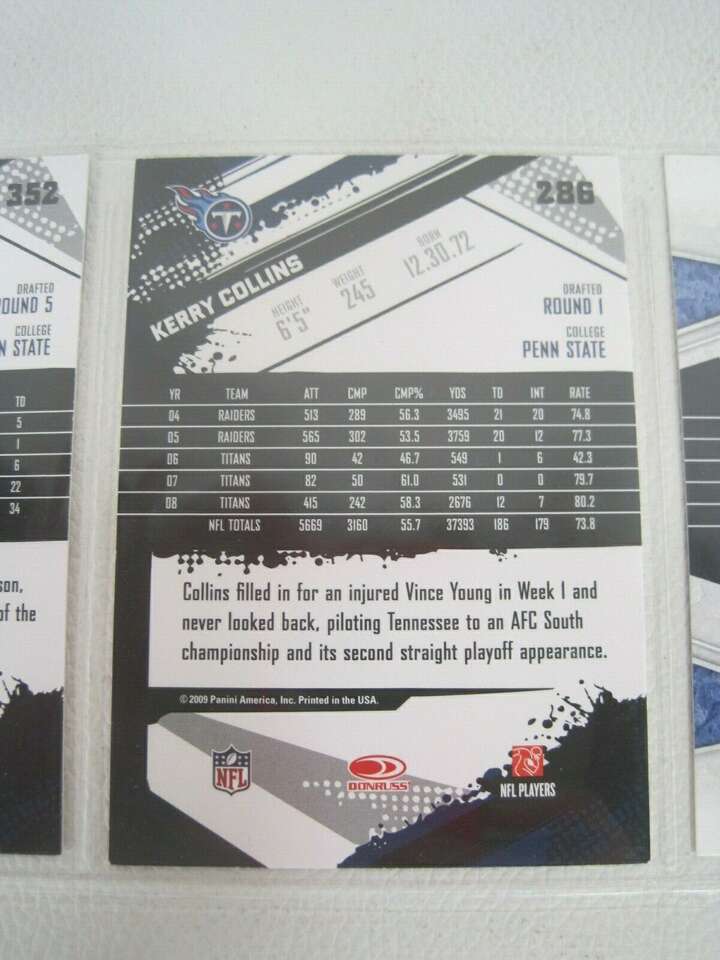 352
DRAFTED
ROUND 5
COLLEGE
N STATE
TD
5
1
6
22
34
son,
of the
286
KERRY COLLINS
HEIGHT
6'5"
WEIGHT
245
BORN
12.30.72
DRAFTED
ROUND 1
COLLEGE
PENN STATE
YR TEAM ATT CMP CMP% YDS TD INT RATE
04 RAIDERS 513 289 56.3 3495 21 20 74.8
05 RAIDERS 565 302 53.5 3759 20 12 77.3
06 TITANS 90 42 46.7 549 1 6 42.3
07 TITANS 82 50 61.0 531 0 0 79.7
08 TITANS 415 242 58.3 2676 12 7 80.2
NFL TOTALS 5669 3160 55.7 37393 186 179 73.8
Collins filled in for an injured Vince Young in Week 1 and
never looked back, piloting Tennessee to an AFC South
championship and its second straight playoff appearance.
© 2009 Panini America, Inc. Printed in the USA.
NFL
DONRUSS
NFL PLAYERS